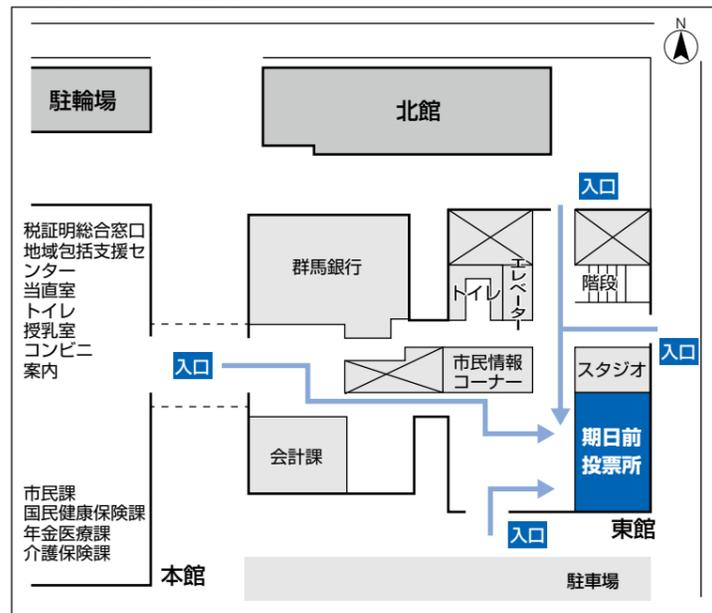 N
駐輪場
北館
入口
税証明総合窓口
地域包括支援セ
ンター
当直室
トイレ
授乳室
コンビニ
案内
群馬銀行
トイレ
エレベーター
階段
入口
入口
市民情報
コーナー
スタジオ
期日前
投票所
会計課
市民課
国民健康保険課
年金医療課
介護保険課
入口
東館
本館
駐車場